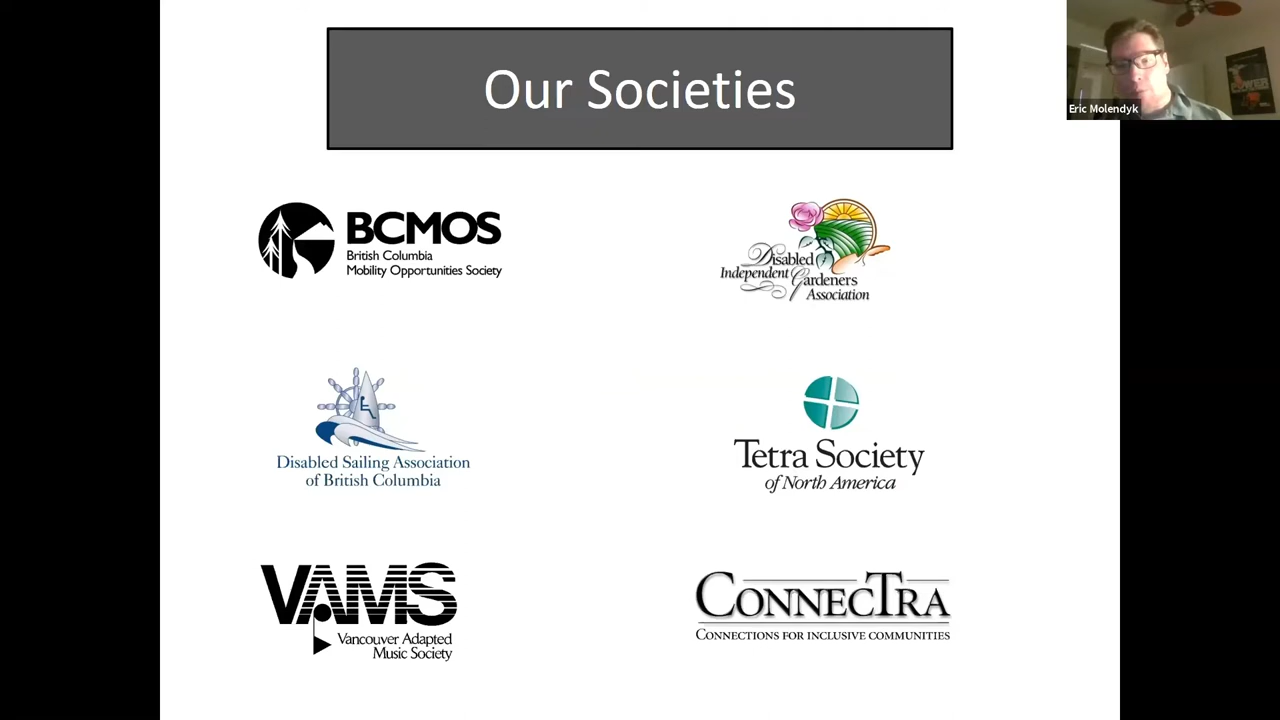 Our Societies
Eric Molendyk
BCMOS
British Columbia
Mobility Opportunities Society
Disabled
Independent Gardeners
Association
Disabled Sailing Association
of British Columbia
Tetra Society
of North America
VAMS
Vancouver Adapted
Music Society
CONNECTRA
CONNECTIONS FOR INCLUSIVE COMMUNITIES